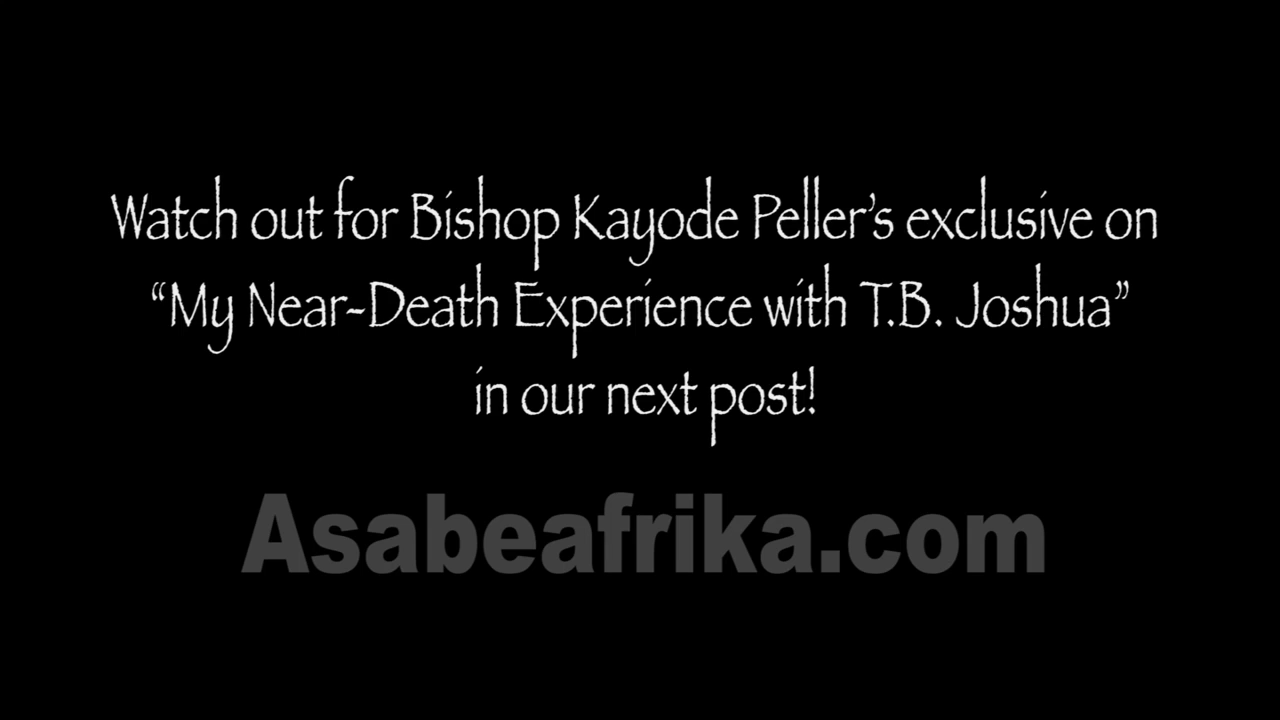 Watch out for Bishop Kayode Peller’s exclusive on
“My Near-Death Experience with T.B. Joshua”
in our next post!
Asabeafrika.com